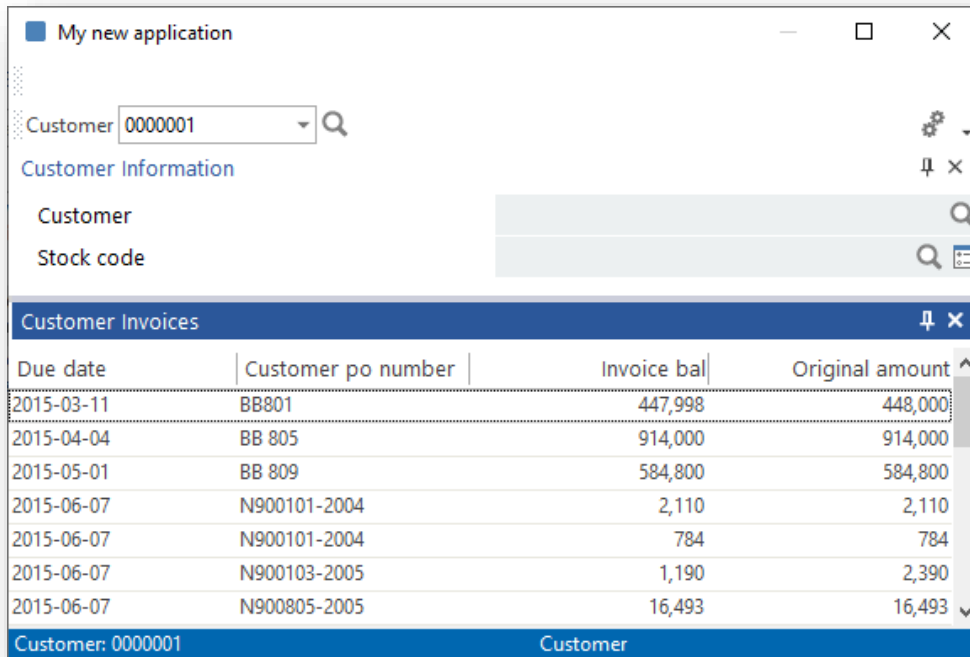 My new application
Customer 0000001
Customer Information
Customer
Stock code
Customer Invoices
Due date Customer po number Invoice bal Original amount
2015-03-11 BB801 447,998 448,000
2015-04-04 BB 805 914,000 914,000
2015-05-01 BB 809 584,800 584,800
2015-06-07 N900101-2004 2,110 2,110
2015-06-07 N900101-2004 784 784
2015-06-07 N900103-2005 1,190 2,390
2015-06-07 N900805-2005 16,493 16,493
Customer: 0000001 Customer